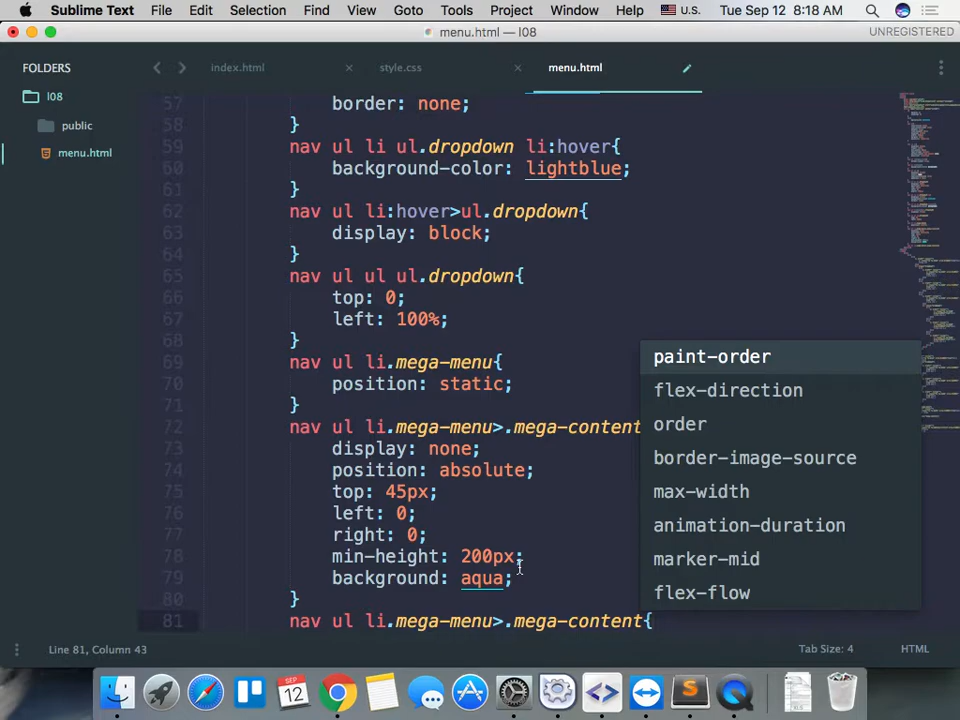 Sublime Text File Edit Selection Find View Goto Tools Project Window Help U.S. Tue Sep 12 8:18 AM
menu.html — l08 UNREGISTERED
FOLDERS
l08
public
menu.html
index.html × style.css × menu.html
57 border: none;
58 }
59 nav ul li ul.dropdown li:hover{
60 background-color: lightblue;
61 }
62 nav ul li:hover>ul.dropdown{
63 display: block;
64 }
65 nav ul ul ul.dropdown{
66 top: 0;
67 left: 100%;
68 }
69 nav ul li.mega-menu{
70 position: static;
71 }
72 nav ul li.mega-menu>.mega-content
73 display: none;
74 position: absolute;
75 top: 45px;
76 left: 0;
77 right: 0;
78 min-height: 200px;
79 background: aqua;
80 }
81 nav ul li.mega-menu>.mega-content{
paint-order
flex-direction
order
border-image-source
max-width
animation-duration
marker-mid
flex-flow
Line 81, Column 43 Tab Size: 4 HTML
SEP
12